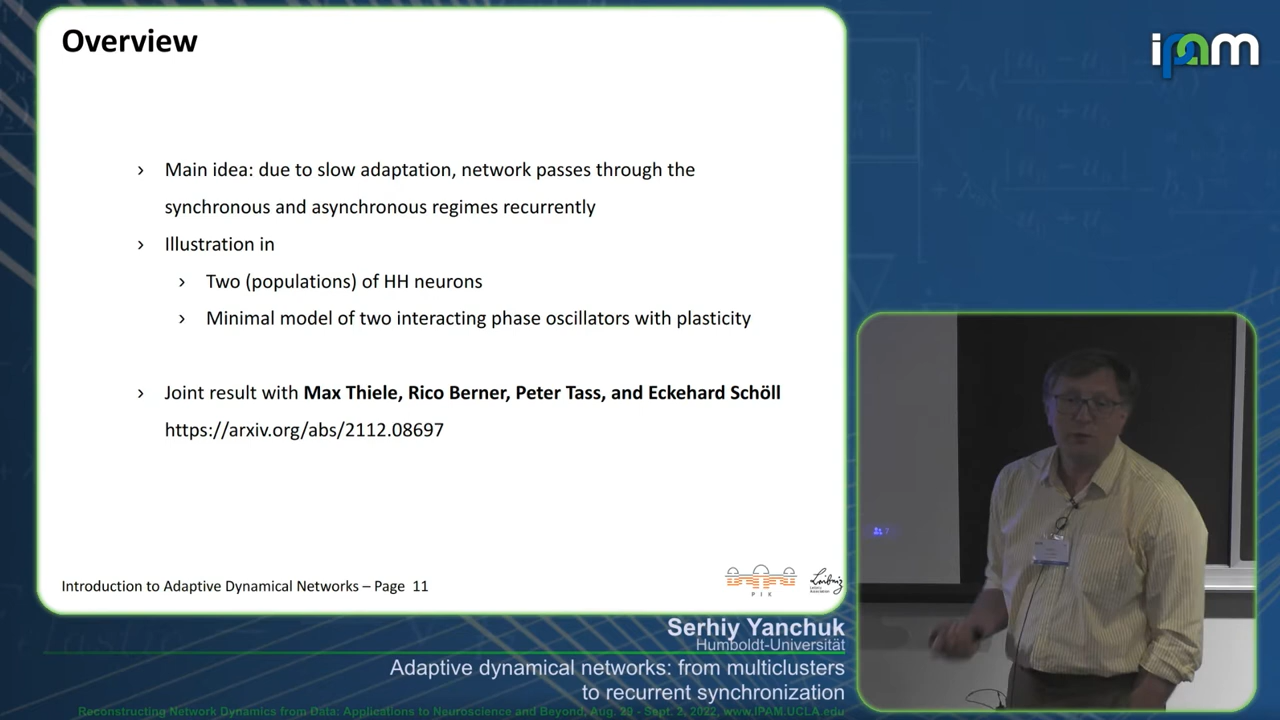 Overview
ipam
› Main idea: due to slow adaptation, network passes through the
synchronous and asynchronous regimes recurrently
› Illustration in
› Two (populations) of HH neurons
› Minimal model of two interacting phase oscillators with plasticity
› Joint result with Max Thiele, Rico Berner, Peter Tass, and Eckehard Schöll
https://arxiv.org/abs/2112.08697
7
Introduction to Adaptive Dynamical Networks – Page 11
P I K
Leibniz
Serhiy Yanchuk
Humboldt-Universität
Adaptive dynamical networks: from multiclusters
to recurrent synchronization
Reconstructing Network Dynamics from Data: Applications to Neuroscience and Beyond, Aug. 29 - Sept. 2, 2022, www.IPAM.UCLA.edu